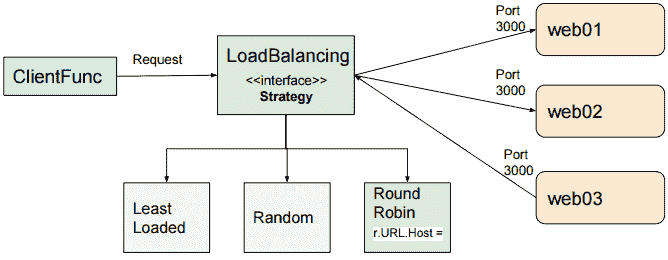 ClientFunc
Request
LoadBalancing
<<interface>>
Strategy
Port
3000
web01
Port
3000
web02
Port
3000
web03
Least
Loaded
Random
Round
Robin
r.URL.Host =